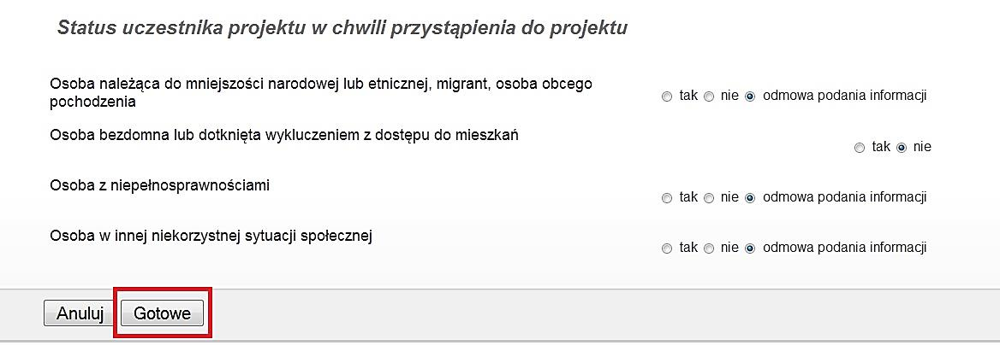 Status uczestnika projektu w chwili przystąpienia do projektu
Osoba należąca do mniejszości narodowej lub etnicznej, migrant, osoba obcego
pochodzenia
tak nie odmowa podania informacji
Osoba bezdomna lub dotknięta wykluczeniem z dostępu do mieszkań
tak nie
Osoba z niepełnosprawnościami
tak nie odmowa podania informacji
Osoba w innej niekorzystnej sytuacji społecznej
tak nie odmowa podania informacji
Anuluj Gotowe